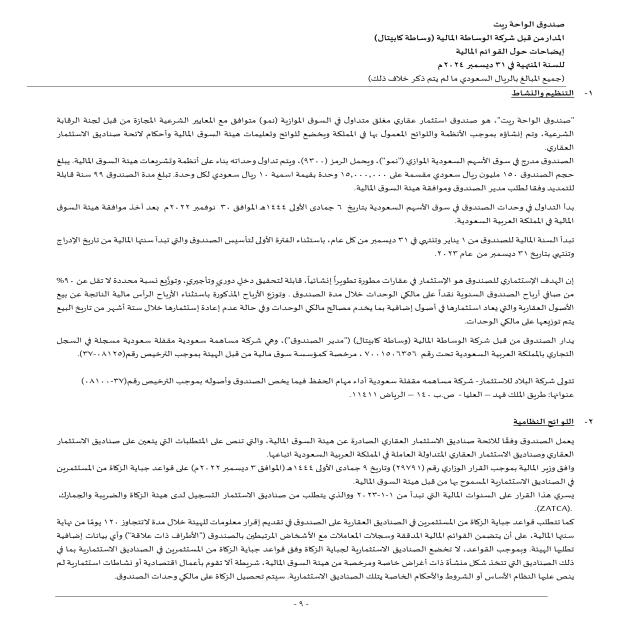 صندوق الواحة ريت
المدار من قبل شركة الوساطة المالية (وساطة كابيتال)
إيضاحات حول القوائم المالية
للسنة المنتهية في ٣١ ديسمبر ٢٠٢٤م
(جميع المبالغ بالريال السعودي ما لم يتم ذكر خلاف ذلك)
١- التنظيم والنشاط
"صندوق الواحة ريت"، هو صندوق استثمار عقاري مغلق متداول في السوق الموازية (نمو) متوافق مع المعايير الشرعية المجازة من قبل لجنة الرقابة
الشرعية، وتم إنشاؤه بموجب الأنظمة واللوائح المعمول بها في المملكة ويخضع للوائح وتعليمات هيئة السوق المالية وأحكام لائحة صناديق الاستثمار
العقاري.
الصندوق مدرج في سوق الأسهم السعودية الموازي ("نمو")، ويحمل الرمز (٩٣٠٠)، ويتم تداول وحداته بناء على أنظمة وتشريعات هيئة السوق المالية. يبلغ
حجم الصندوق ١٥٠ مليون ريال سعودي مقسمة على ١٥,٠٠٠,٠٠٠ وحدة بقيمة اسمية ١٠ ريال سعودي لكل وحدة. تبلغ مدة الصندوق ٩٩ سنة قابلة
للتمديد وفقا لطلب مدير الصندوق وموافقة هيئة السوق المالية.
بدأ التداول في وحدات الصندوق في سوق الأسهم السعودية بتاريخ ٦ جمادى الأولى ١٤٤٤هـ الموافق ٣٠ نوفمبر ٢٠٢٢م. بعد أخذ موافقة هيئة السوق
المالية في المملكة العربية السعودية.
تبدأ السنة المالية للصندوق من ١ يناير وتنتهي في ٣١ ديسمبر من كل عام، باستثناء الفترة الأولى لتأسيس الصندوق والتي تبدأ سنتها المالية من تاريخ الإدراج
وتنتهي بتاريخ ٣١ ديسمبر من عام ٢٠٢٣.
إن الهدف الإستثماري للصندوق هو الإستثمار في عقارات مطورة تطويراً إنشائياً، قابلة لتحقيق دخلٍ دوري وتأجيري، وتوزّيع نسبة محددة لا تقل عن ٩٠%
من صافي أرباح الصندوق السنوية نقداً على مالكي الوحدات خلال مدة الصندوق . وتوزع الأرباح المذكورة باستثناء الأرباح الرأس مالية الناتجة عن بيع
الأصول العقارية والتي يعاد استثمارها في أصول إضافية بما يخدم مصالح مالكي الوحدات وفي حالة عدم إعادة إستثمارها خلال ستة أشهر من تاريخ البيع
يتم توزيعها على مالكي الوحدات.
يدار الصندوق من قبل شركة الوساطة المالية (وساطة كابيتال) ("مدير الصندوق")، وهي شركة مساهمة سعودية مقفلة سعودية مسجلة في السجل
التجاري بالمملكة العربية السعودية تحت رقم ٧٠٠١٥٠٦٣٥٦ ، مرخصة كمؤسسة سوق مالية من قبل الهيئة بموجب الترخيص رقم(٠٨١٢٥-٣٧).
تتولى شركة البلاد للاستثمار- شركة مساهمه مقفلة سعودية أداء مهام الحفظ فيما يخص الصندوق وأصوله بموجب الترخيص رقم(٣٧-٠٨١٠٠)
عنوانها: طريق الملك فهد – العليا - ص.ب ١٤٠ – الرياض ١١٤١١.
٢- اللوائح النظامية
يعمل الصندوق وفقًا للائحة صناديق الاستثمار العقاري الصادرة عن هيئة السوق المالية، والتي تنص على المتطلبات التي يتعين على صناديق الاستثمار
العقاري وصناديق الاستثمار العقاري المتداولة العاملة في المملكة العربية السعودية اتباعها.
وافق وزير المالية بموجب القرار الوزاري رقم (٢٩٧٩١) وتاريخ ٩ جمادى الأولى ١٤٤٤هـ (الموافق ٣ ديسمبر ٢٠٢٢م) على قواعد جباية الزكاة من المستثمرين
في الصناديق الاستثمارية المسموح بها من قبل هيئة السوق المالية.
يسري هذا القرار على السنوات المالية التي تبدأ من ١-١-٢٠٢٣ ووالذي يتطلب من صناديق الاستثمار التسجيل لدى هيئة الزكاة والضريبة والجمارك.
(ZATCA).
كما تتطلب قواعد جباية الزكاة من المستثمرين في الصناديق العقارية على الصندوق في تقديم إقرار معلومات للهيئة خلال مدة لاتتجاوز ١٢٠ يومًا من نهاية
سنتها المالية، على أن يتضمن القوائم المالية المدققة وسجلات المعاملات مع الأشخاص المرتبطين بالصندوق ("الأطراف ذات علاقة") وأي بيانات إضافية
تطلبها الهيئة. وبموجب القواعد، لا تخضع الصناديق الاستثمارية لجباية الزكاة وفق قواعد جباية الزكاة من المستثمرين في الصناديق الاستثمارية بما في
ذلك الصناديق التي تتخذ شكل منشأة ذات أغراض خاصة ومرخصة من هيئة السوق المالية، شريطة ألا تقوم بأعمال اقتصادية أو نشاطات استثمارية لم
ينص عليها النظام الأساس أو الشروط والأحكام الخاصة بتلك الصناديق الاستثمارية. سيتم تحصيل الزكاة على مالكي وحدات الصندوق.
- ٩ -